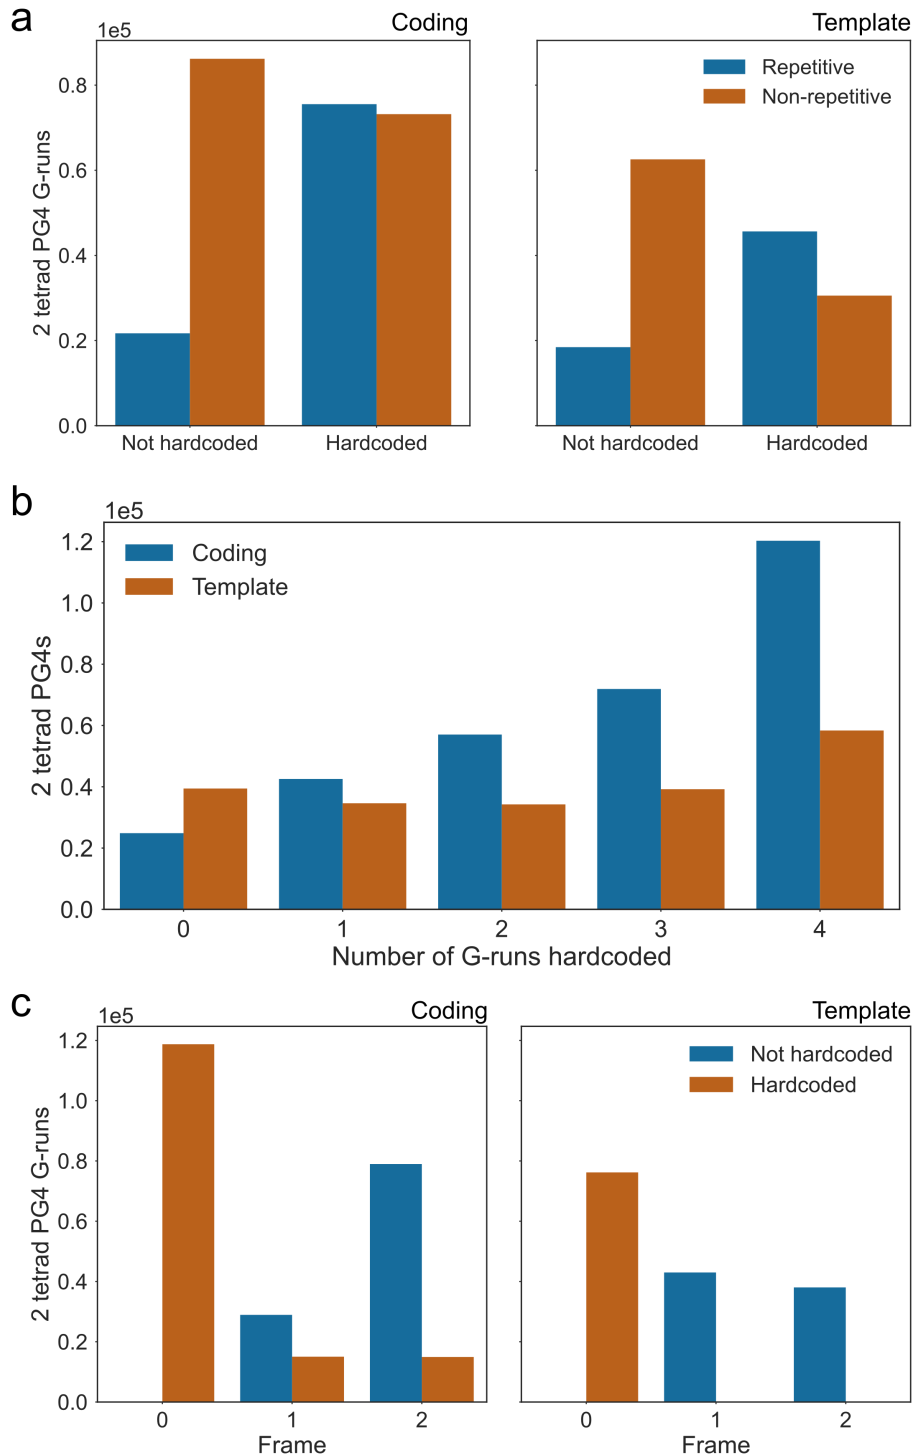 a
Coding
Template
1e5
2 tetrad PG4 G-runs
0.8
0.6
0.4
0.2
0.0
Not hardcoded
Hardcoded
Repetitive
Non-repetitive
Not hardcoded
Hardcoded
b
1e5
2 tetrad PG4s
1.2
1.0
0.8
0.6
0.4
0.2
0.0
Coding
Template
0 1 2 3 4
Number of G-runs hardcoded
c
Coding
Template
1e5
2 tetrad PG4 G-runs
1.2
1.0
0.8
0.6
0.4
0.2
0.0
0 1 2
Frame
Not hardcoded
Hardcoded
0 1 2
Frame